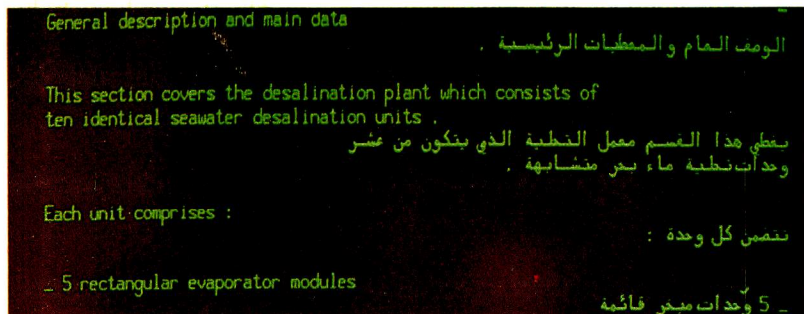 General description and main data
الوصف العام و المعطيات الرئيسية .
This section covers the desalination plant which consists of
ten identical seawater desalination units .
يغطي هذا القسم معمل التحلية الذي يتكون من عشر
وحدات تحلية ماء بحر متشابهة .
Each unit comprises :
تتضمن كل وحدة :
_ 5 rectangular evaporator modules
_ 5 وحدات مبخر قائمة